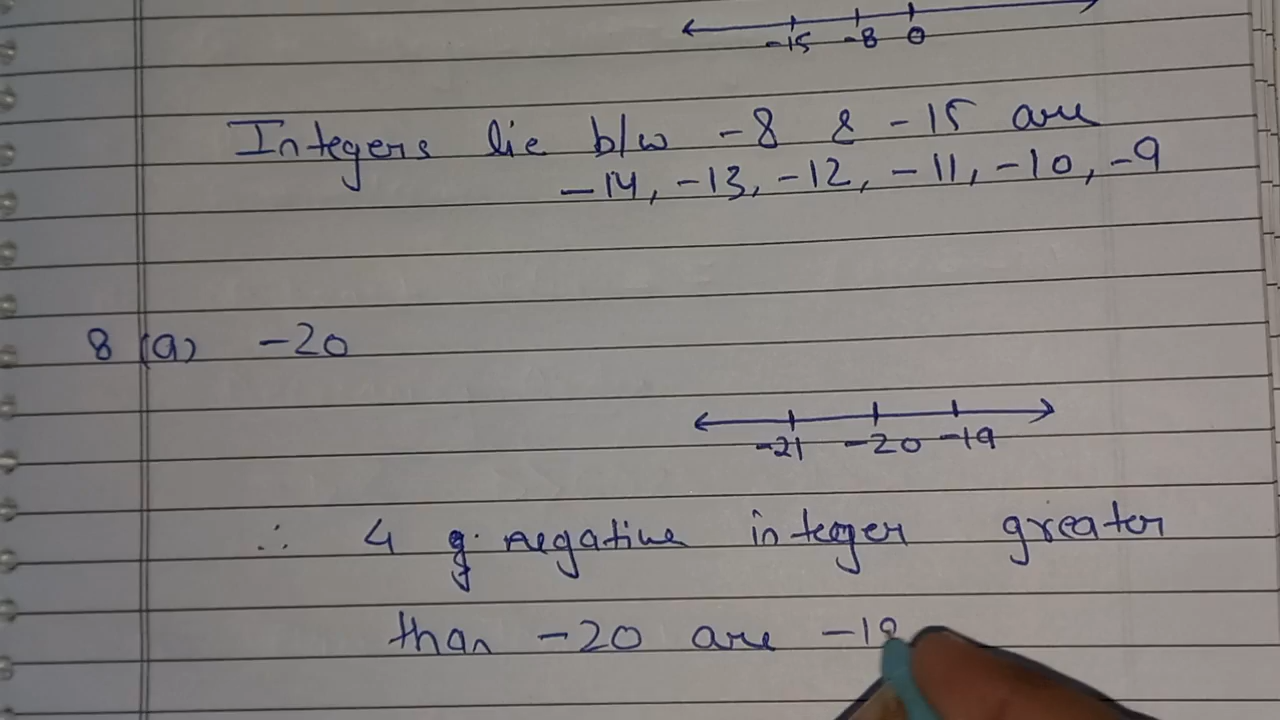 -15 -8 0
Integers lie b/w -8 & -15 are
-14, -13, -12, -11, -10, -9
8 (a) -20
-21 -20 -19
∴ 4 g. negative integer greater
than -20 are -19